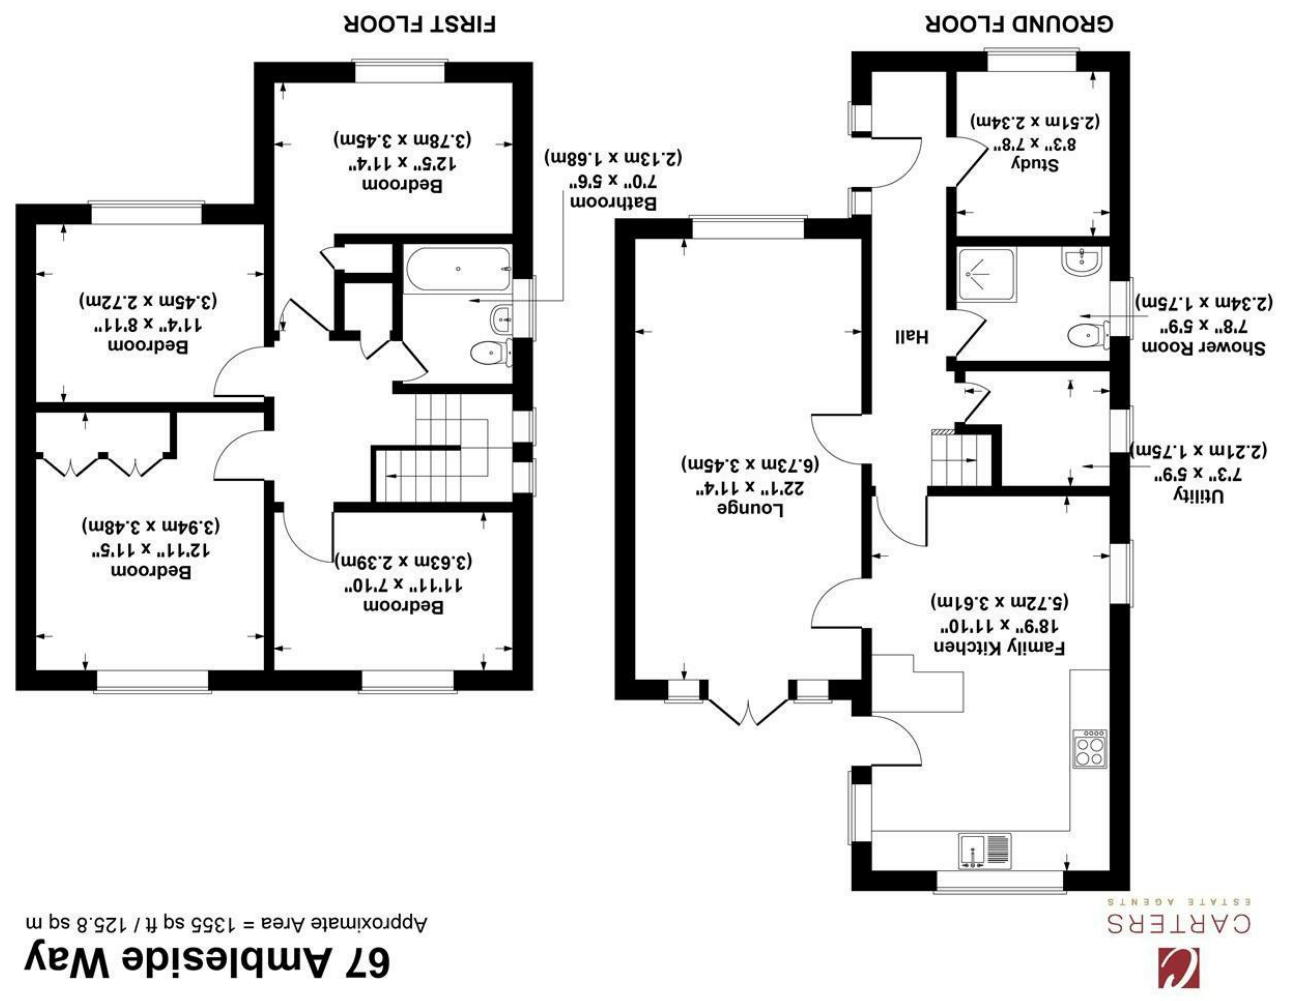 CARTERS
ESTATE AGENTS
67 Ambleside Way
Approximate Area = 1355 sq ft / 125.8 sq m
Family Kitchen
18'9" x 11'10"
(5.72m x 3.61m)
Utility
7'3" x 5'9"
(2.21m x 1.75m)
Lounge
22'1" x 11'4"
(6.73m x 3.45m)
Hall
Shower Room
7'8" x 5'9"
(2.34m x 1.75m)
Study
8'3" x 7'8"
(2.51m x 2.34m)
GROUND FLOOR
Bedroom
11'11" x 7'10"
(3.63m x 2.39m)
Bedroom
12'11" x 11'5"
(3.94m x 3.48m)
Bedroom
11'4" x 8'11"
(3.45m x 2.72m)
Bathroom
7'0" x 5'6"
(2.13m x 1.68m)
Bedroom
12'5" x 11'4"
(3.78m x 3.45m)
FIRST FLOOR